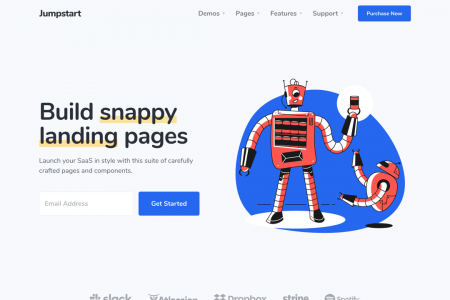 Jumpstart
Demos Pages Features Support Purchase Now
Build snappy
landing pages
Launch your SaaS in style with this suite of carefully
crafted pages and components.
Email Address Get Started
slack Atlassian Dropbox stripe Spotify